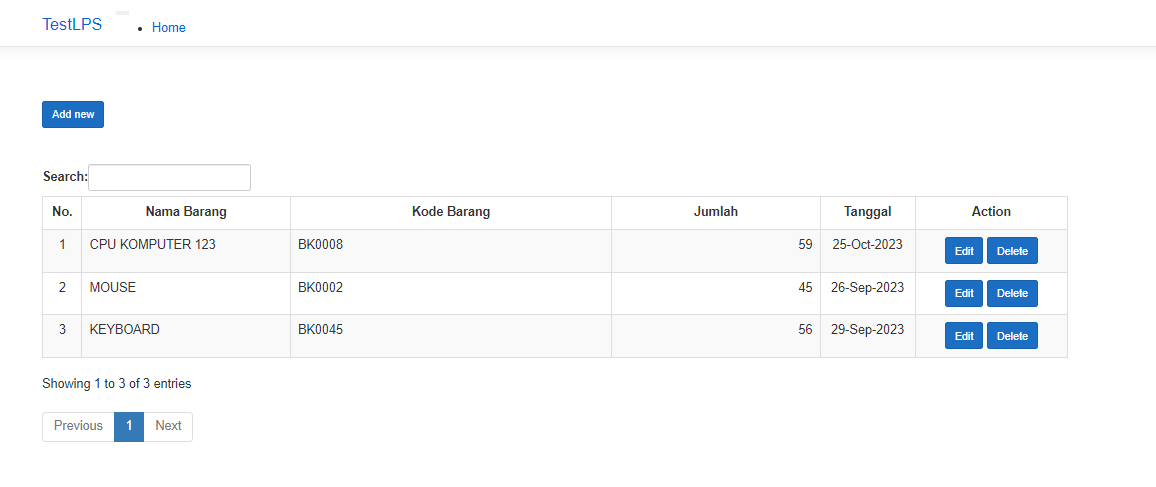 TestLPS • Home
Add new
Search:
No. Nama Barang Kode Barang Jumlah Tanggal Action
1 CPU KOMPUTER 123 BK0008 59 25-Oct-2023 Edit Delete
2 MOUSE BK0002 45 26-Sep-2023 Edit Delete
3 KEYBOARD BK0045 56 29-Sep-2023 Edit Delete
Showing 1 to 3 of 3 entries
Previous 1 Next